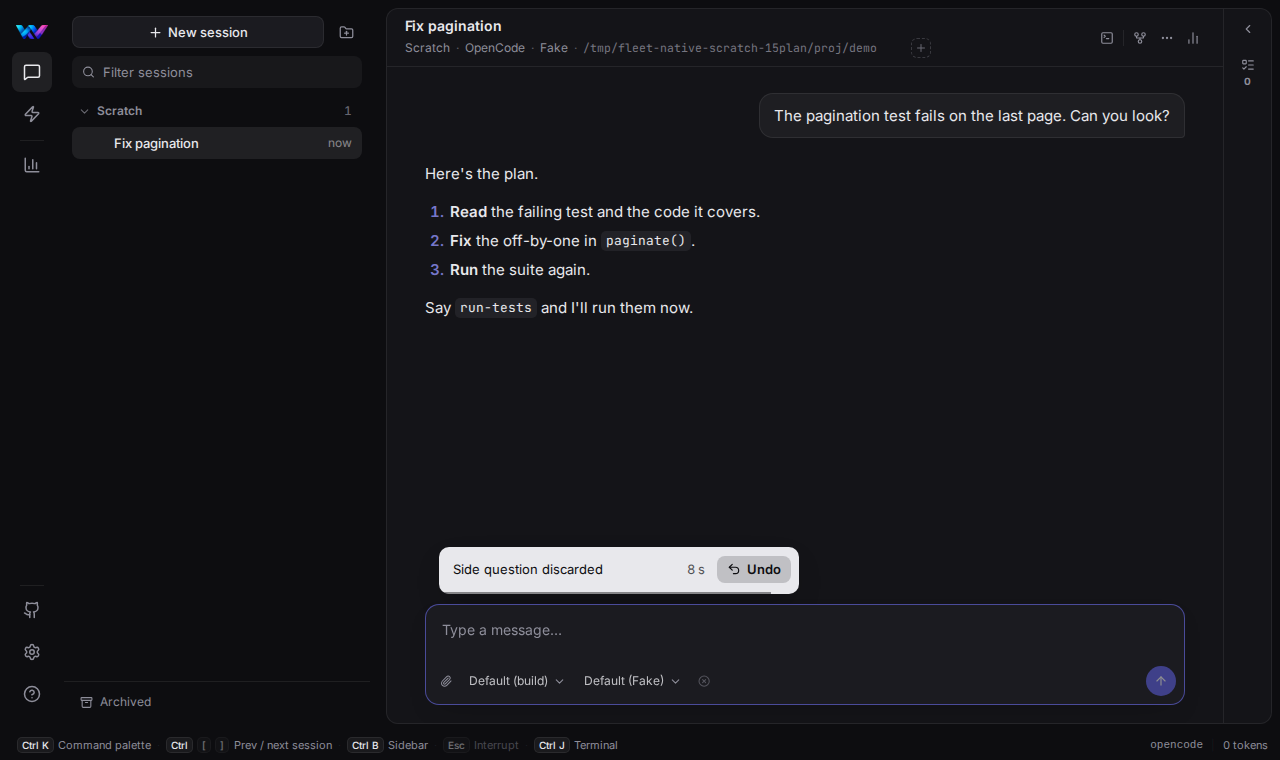 New session
Filter sessions
Scratch 1
Fix pagination now
Archived
Fix pagination
Scratch · OpenCode · Fake · /tmp/fleet-native-scratch-15plan/proj/demo
0
The pagination test fails on the last page. Can you look?
Here's the plan.
1. Read the failing test and the code it covers.
2. Fix the off-by-one in paginate().
3. Run the suite again.
Say run-tests and I'll run them now.
Side question discarded 8 s Undo
Type a message...
Default (build) Default (Fake)
Ctrl K Command palette Ctrl [ ] Prev / next session Ctrl B Sidebar Esc Interrupt Ctrl J Terminal opencode 0 tokens